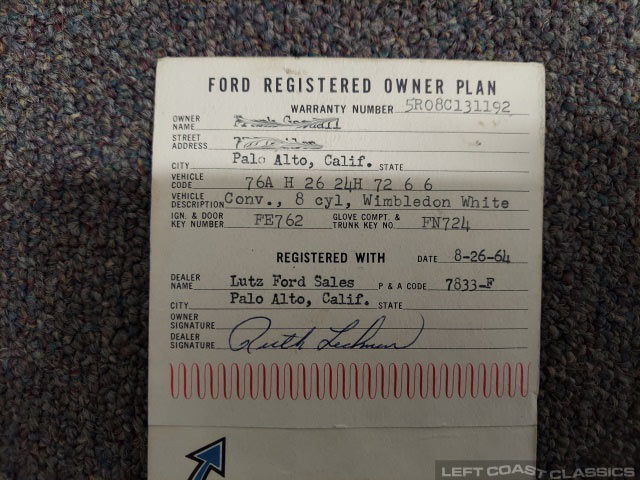 FORD REGISTERED OWNER PLAN
WARRANTY NUMBER 5R08C131192
OWNER NAME
STREET ADDRESS
CITY Palo Alto, Calif. STATE
VEHICLE CODE 76A H 26 24H 72 6 6
VEHICLE DESCRIPTION Conv., 8 cyl, Wimbledon White
IGN. & DOOR KEY NUMBER FE762 GLOVE COMPT. & TRUNK KEY NO. FN724
REGISTERED WITH DATE 8-26-64
DEALER NAME Lutz Ford Sales P & A CODE 7833-F
CITY Palo Alto, Calif. STATE
OWNER SIGNATURE
DEALER SIGNATURE Ruth
LEFT COAST CLASSICS